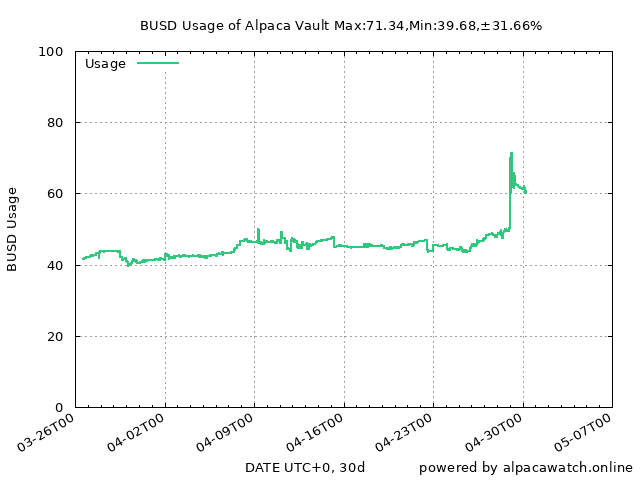 BUSD Usage of Alpaca Vault Max:71.34,Min:39.68,±31.66%
Usage
BUSD Usage
100
80
60
40
20
0
03-26T00
04-02T00
04-09T00
04-16T00
04-23T00
04-30T00
05-07T00
DATE UTC+0, 30d
powered by alpacawatch.online